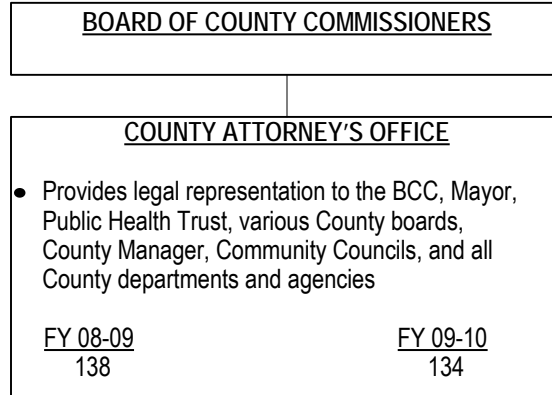 BOARD OF COUNTY COMMISSIONERS
COUNTY ATTORNEY'S OFFICE
• Provides legal representation to the BCC, Mayor,
Public Health Trust, various County boards,
County Manager, Community Councils, and all
County departments and agencies
FY 08-09 FY 09-10
138 134